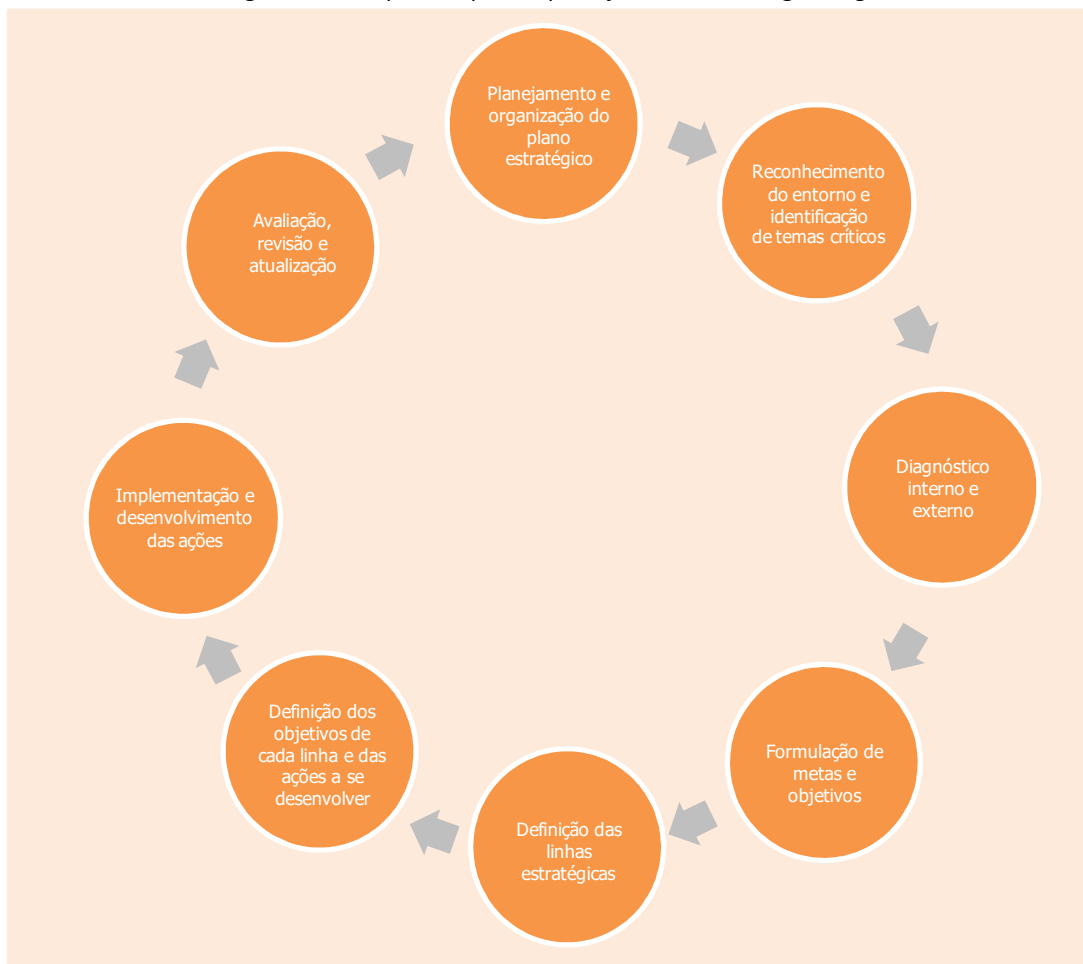 Planejamento e
organização do
plano
estratégico
Reconhecimento
do entorno e
identificação
de temas críticos
Diagnóstico
interno e
externo
Formulação de
metas e
objetivos
Definição das
linhas
estratégicas
Definição dos
objetivos de
cada linha e das
ações a se
desenvolver
Implementação e
desenvolvimento
das ações
Avaliação,
revisão e
atualização